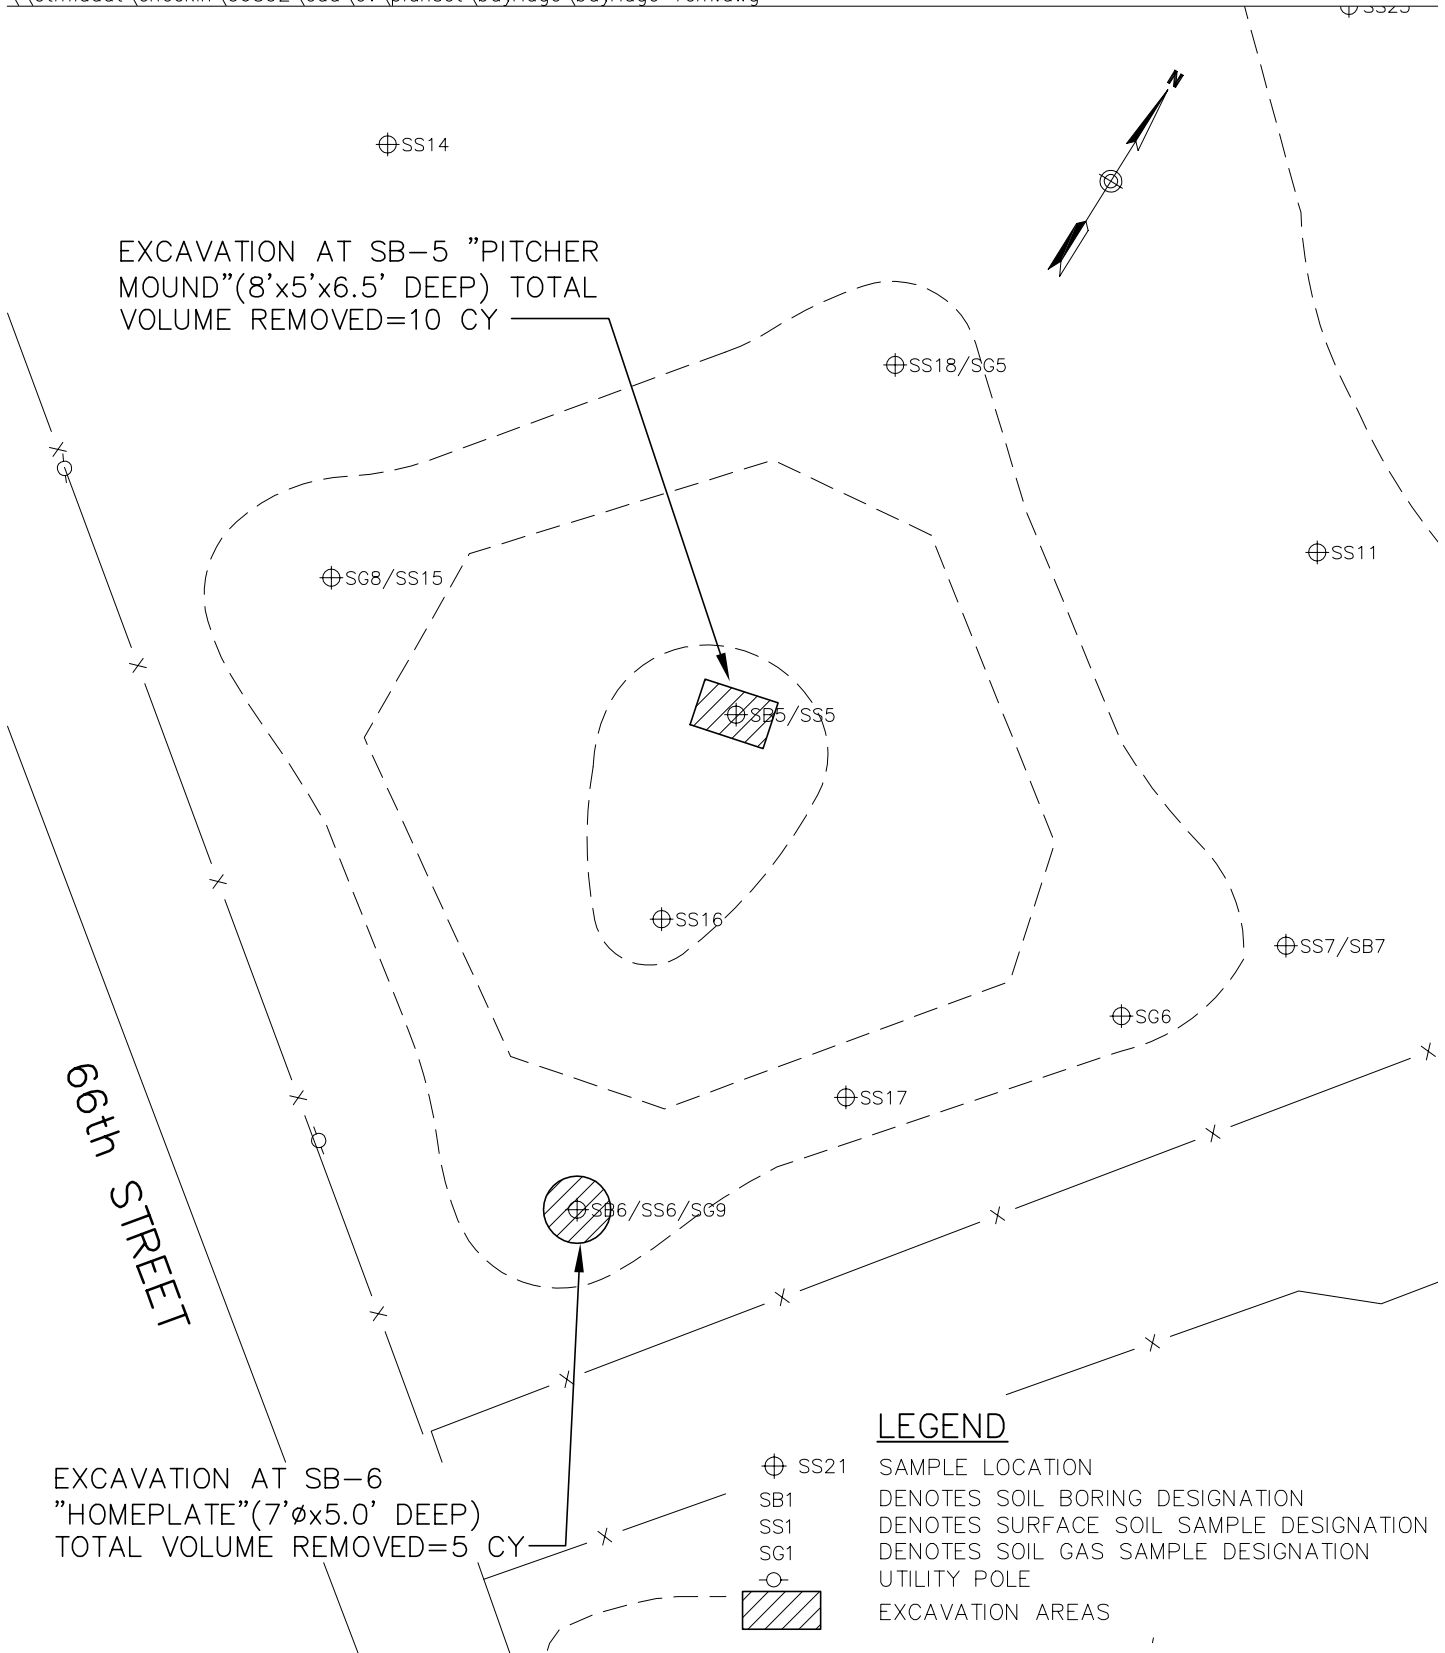 SS25
N
SS14
EXCAVATION AT SB-5 "PITCHER
MOUND"(8'x5'x6.5' DEEP) TOTAL
VOLUME REMOVED=10 CY
SS18/SG5
SS11
SG8/SS15
SB5/SS5
SS16
SS7/SB7
SG6
SS17
66th STREET
SB6/SS6/SG9
EXCAVATION AT SB-6
"HOMEPLATE"(7'øx5.0' DEEP)
TOTAL VOLUME REMOVED=5 CY
LEGEND
SS21 SAMPLE LOCATION
SB1 DENOTES SOIL BORING DESIGNATION
SS1 DENOTES SURFACE SOIL SAMPLE DESIGNATION
SG1 DENOTES SOIL GAS SAMPLE DESIGNATION
UTILITY POLE
EXCAVATION AREAS